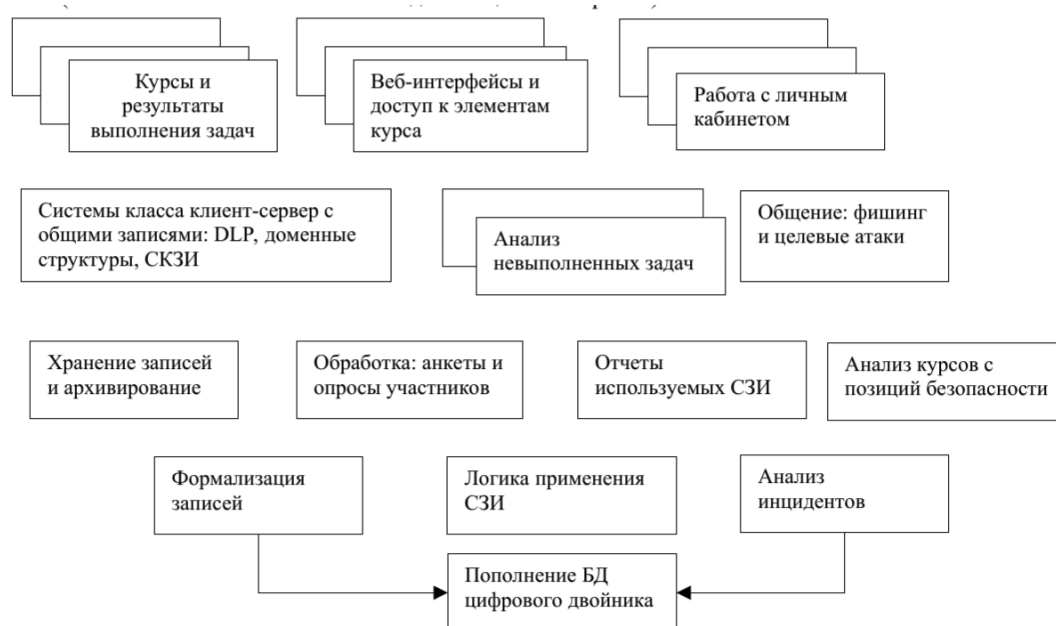 Курсы и
результаты
выполнения задач
Веб-интерфейсы и
доступ к элементам
курса
Работа с личным
кабинетом
Системы класса клиент-сервер с
общими записями: DLP, доменные
структуры, СКЗИ
Анализ
невыполненных задач
Общение: фишинг
и целевые атаки
Хранение записей
и архивирование
Обработка: анкеты и
опросы участников
Отчеты
используемых СЗИ
Анализ курсов с
позиций безопасности
Формализация
записей
Логика применения
СЗИ
Анализ
инцидентов
Пополнение БД
цифрового двойника